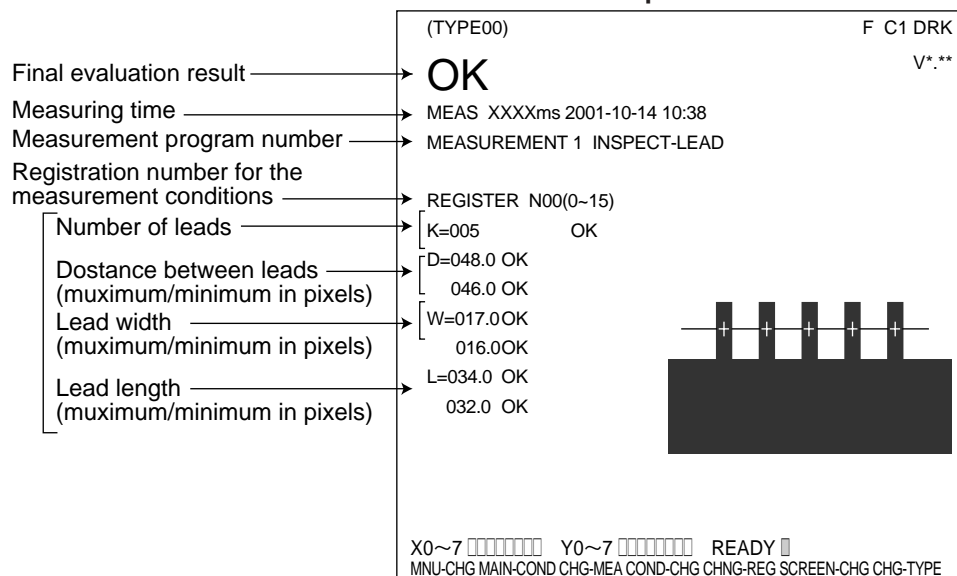 (TYPE00) F C1 DRK
V*.**
Final evaluation result
OK
Measuring time
MEAS XXXXms 2001-10-14 10:38
Measurement program number
MEASUREMENT 1 INSPECT-LEAD
Registration number for the
measurement conditions
REGISTER N00(0~15)
Number of leads
K=005 OK
Dostance between leads
(muximum/minimum in pixels)
D=048.0 OK
046.0 OK
Lead width
(muximum/minimum in pixels)
W=017.0OK
016.0OK
Lead length
(muximum/minimum in pixels)
L=034.0 OK
032.0 OK
X0~7 Y0~7 READY
MNU-CHG MAIN-COND CHG-MEA COND-CHG CHNG-REG SCREEN-CHG CHG-TYPE